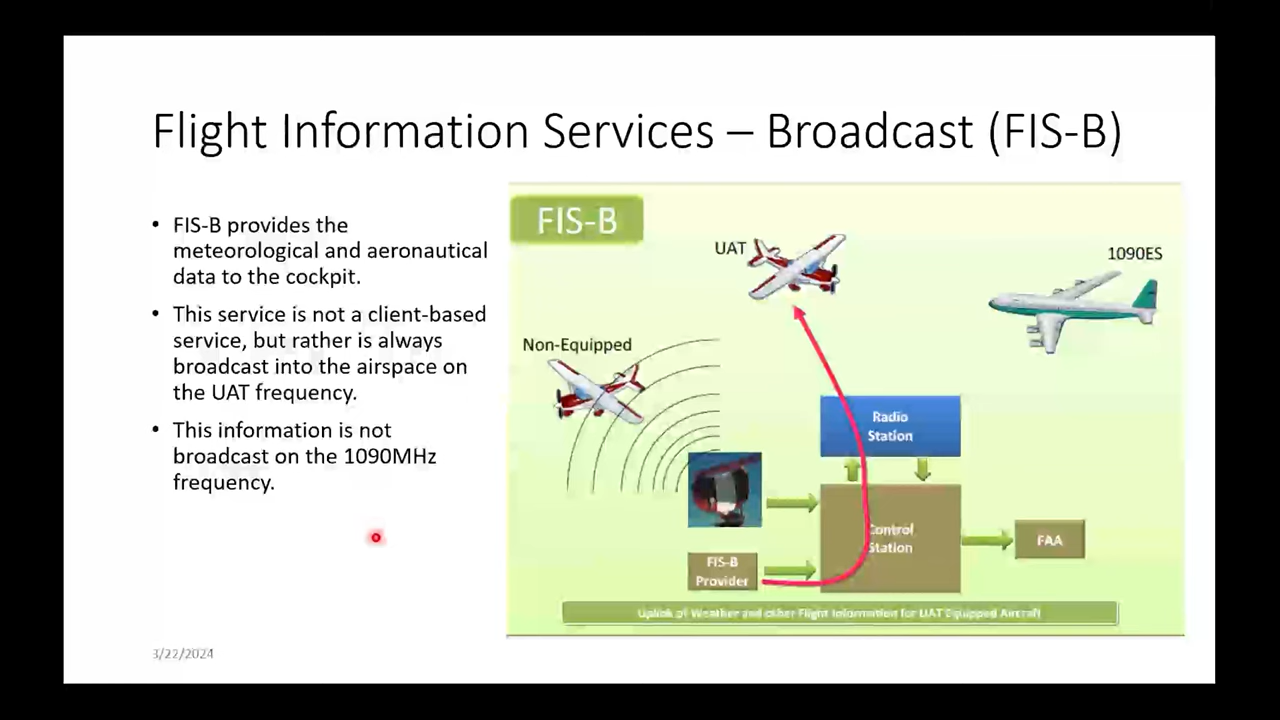 Flight Information Services – Broadcast (FIS-B)
• FIS-B provides the
meteorological and aeronautical
data to the cockpit.
• This service is not a client-based
service, but rather is always
broadcast into the airspace on
the UAT frequency.
• This information is not
broadcast on the 1090MHz
frequency.
FIS-B
UAT
1090ES
Non-Equipped
Radio
Station
Control
Station
FAA
FIS-B
Provider
Uplink of Weather and other Flight Information for UAT Equipped Aircraft
3/22/2024